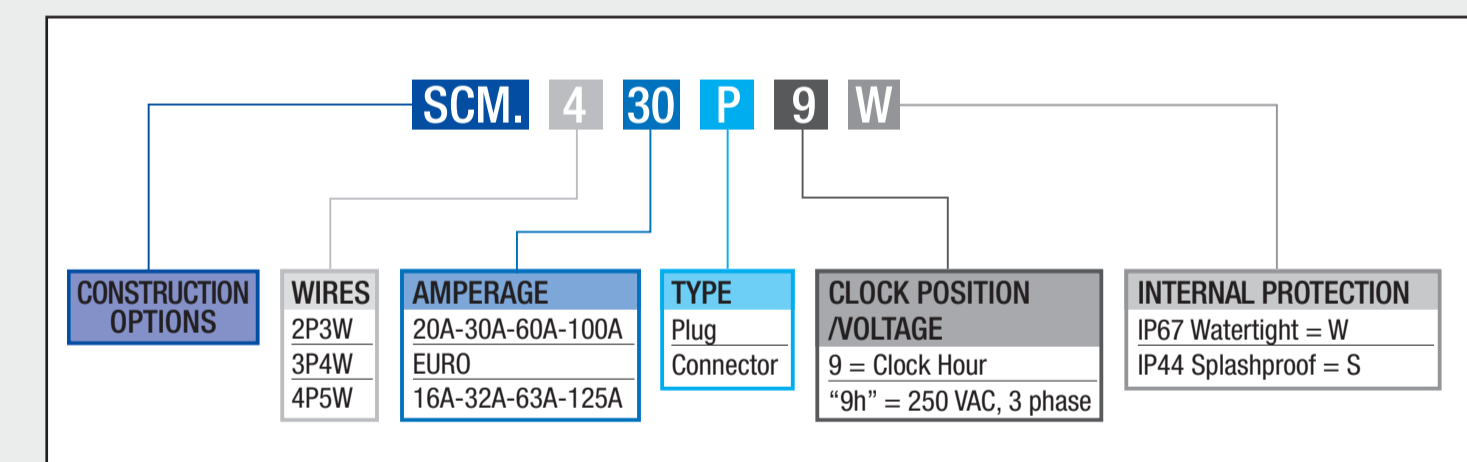 SCM. 4 30 P 9 W
CONSTRUCTION
OPTIONS
WIRES
2P3W
3P4W
4P5W
AMPERAGE
20A-30A-60A-100A
EURO
16A-32A-63A-125A
TYPE
Plug
Connector
CLOCK POSITION
/VOLTAGE
9 = Clock Hour
“9h” = 250 VAC, 3 phase
INTERNAL PROTECTION
IP67 Watertight = W
IP44 Splashproof = S